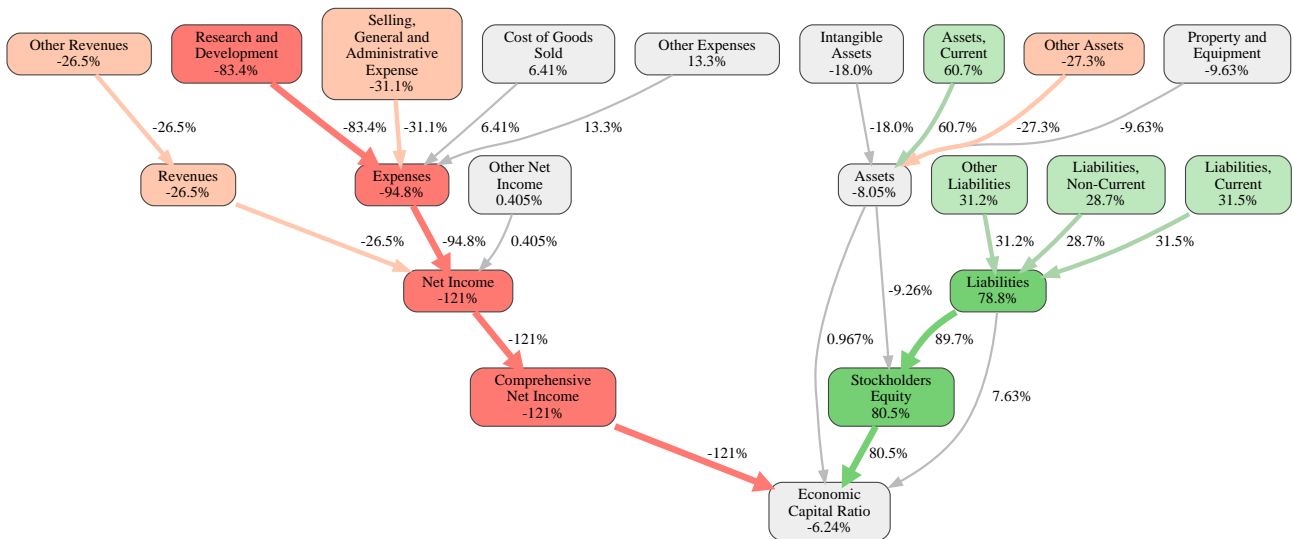 Other Revenues
-26.5%
Research and
Development
-83.4%
Selling,
General and
Administrative
Expense
-31.1%
Cost of Goods
Sold
6.41%
Other Expenses
13.3%
Intangible
Assets
-18.0%
Assets,
Current
60.7%
Other Assets
-27.3%
Property and
Equipment
-9.63%
-26.5%
-83.4%
-31.1%
6.41%
13.3%
-18.0%
60.7%
-27.3%
-9.63%
Revenues
-26.5%
Expenses
-94.8%
Other Net
Income
0.405%
Assets
-8.05%
Other
Liabilities
31.2%
Liabilities,
Non-Current
28.7%
Liabilities,
Current
31.5%
-26.5%
-94.8%
0.405%
31.2%
28.7%
31.5%
Net Income
-121%
-9.26%
Liabilities
78.8%
-121%
0.967%
89.7%
Comprehensive
Net Income
-121%
Stockholders
Equity
80.5%
7.63%
-121%
80.5%
Economic
Capital Ratio
-6.24%